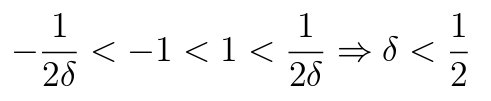 $-\frac{1}{2\delta} < -1 < 1 < \frac{1}{2\delta} \Rightarrow \delta < \frac{1}{2}$